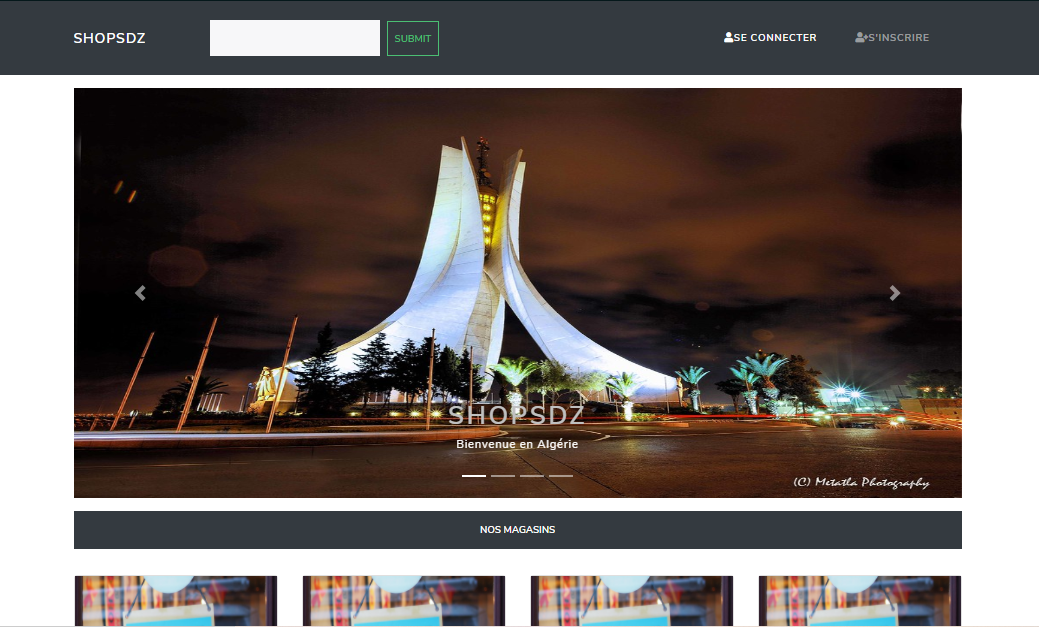 SHOPSDZ
SUBMIT
SE CONNECTER
S'INSCRIRE
SHOPSDZ
Bienvenue en Algérie
(C) Metatla Photography
NOS MAGASINS